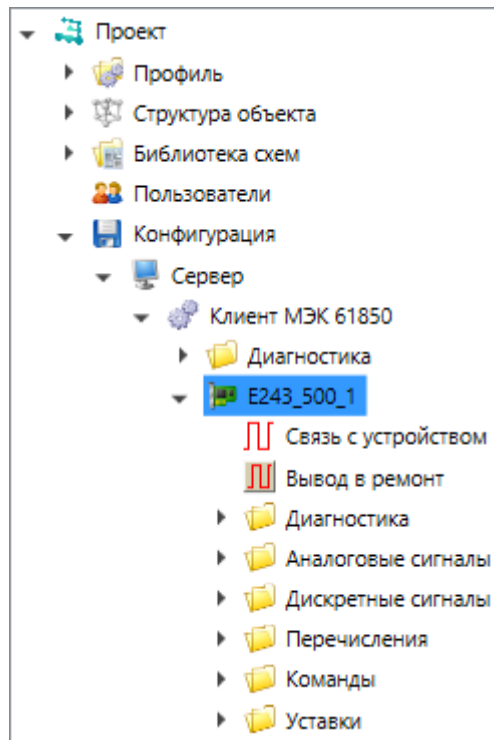 Проект
Профиль
Структура объекта
Библиотека схем
Пользователи
Конфигурация
Сервер
Клиент МЭК 61850
Диагностика
E243_500_1
Связь с устройством
Вывод в ремонт
Диагностика
Аналоговые сигналы
Дискретные сигналы
Перечисления
Команды
Уставки